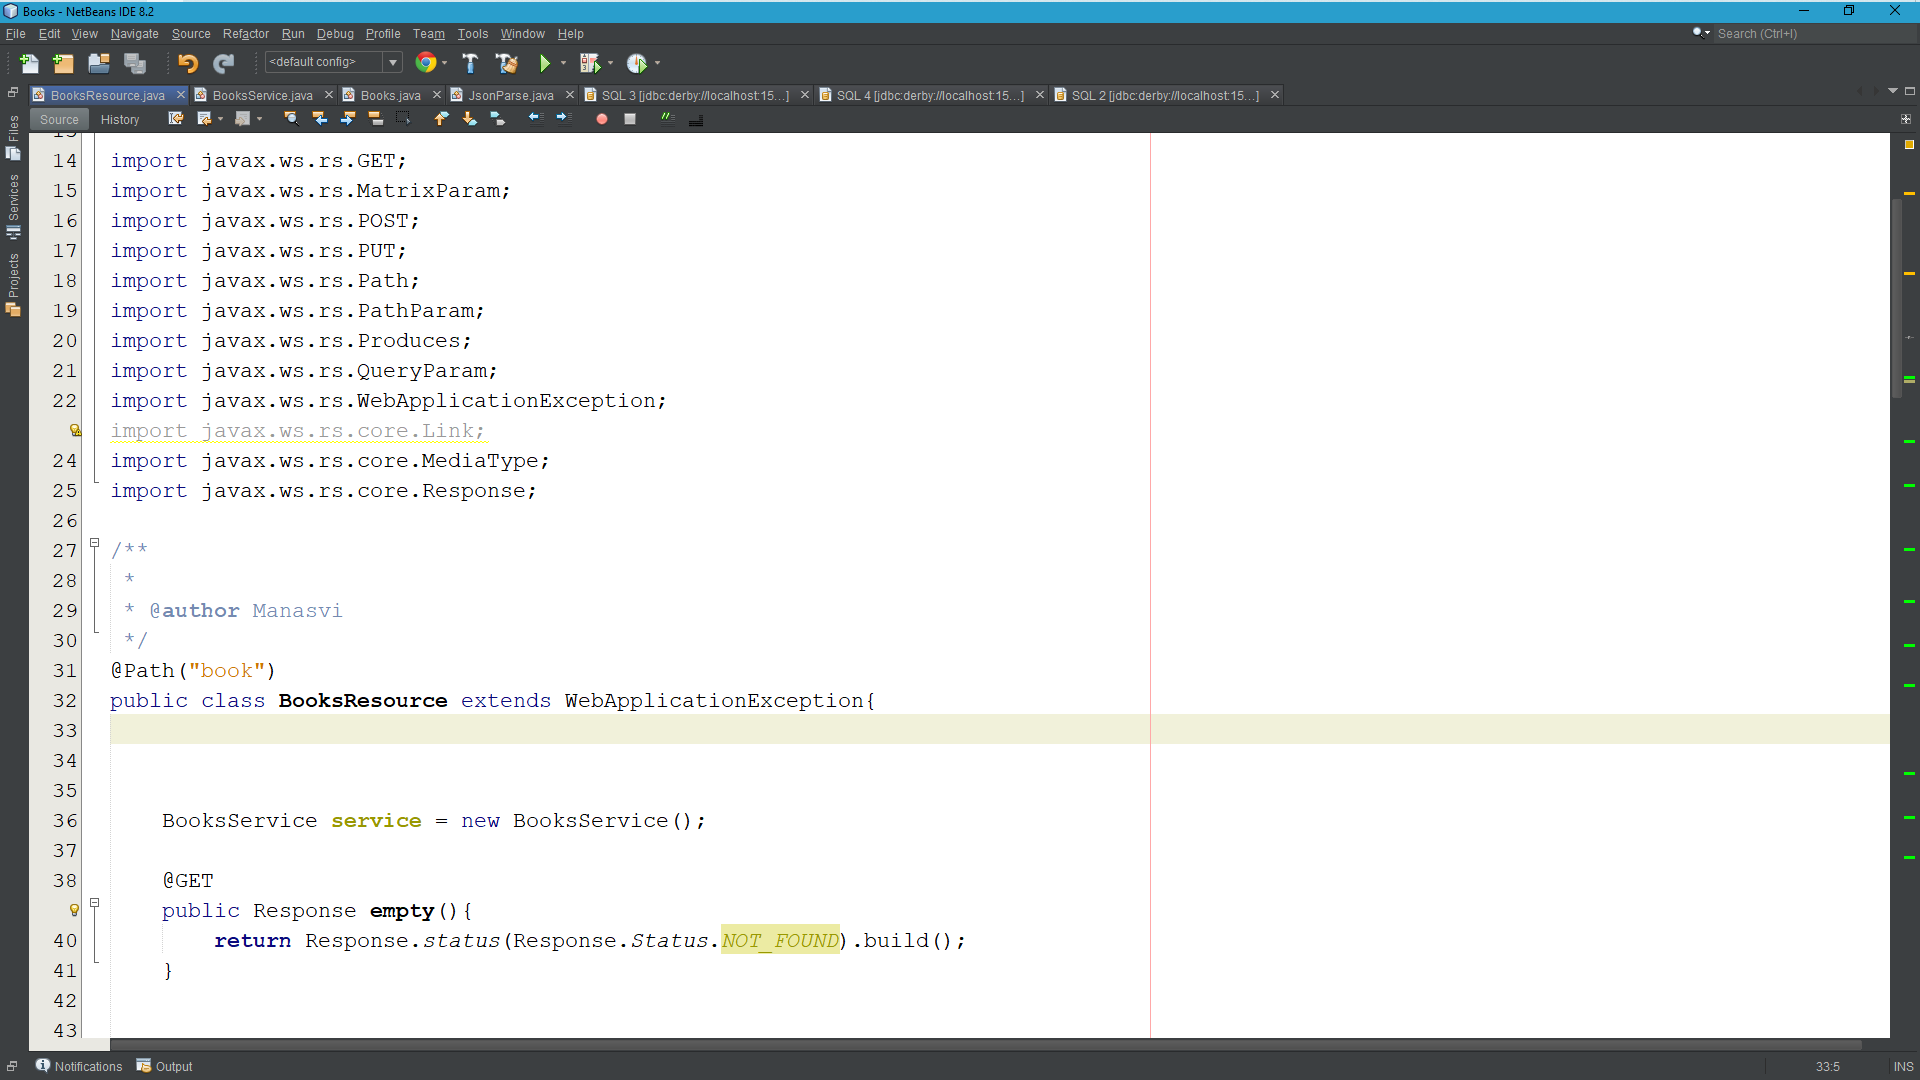 Books - NetBeans IDE 8.2
File Edit View Navigate Source Refactor Run Debug Profile Team Tools Window Help
Search (Ctrl+I)
<default config>
BooksResource.java BooksService.java Books.java JsonParse.java SQL 3 [jdbc:derby://localhost:15...] SQL 4 [jdbc:derby://localhost:15...] SQL 2 [jdbc:derby://localhost:15...]
Source History
Files
Services
Projects
14 import javax.ws.rs.GET;
15 import javax.ws.rs.MatrixParam;
16 import javax.ws.rs.POST;
17 import javax.ws.rs.PUT;
18 import javax.ws.rs.Path;
19 import javax.ws.rs.PathParam;
20 import javax.ws.rs.Produces;
21 import javax.ws.rs.QueryParam;
22 import javax.ws.rs.WebApplicationException;
import javax.ws.rs.core.Link;
24 import javax.ws.rs.core.MediaType;
25 import javax.ws.rs.core.Response;
26
27 /**
28 *
29 * @author Manasvi
30 */
31 @Path("book")
32 public class BooksResource extends WebApplicationException{
33
34
35
36 BooksService service = new BooksService();
37
38 @GET
public Response empty(){
40 return Response.status(Response.Status.NOT_FOUND).build();
41 }
42
43
Notifications Output
33:5 INS